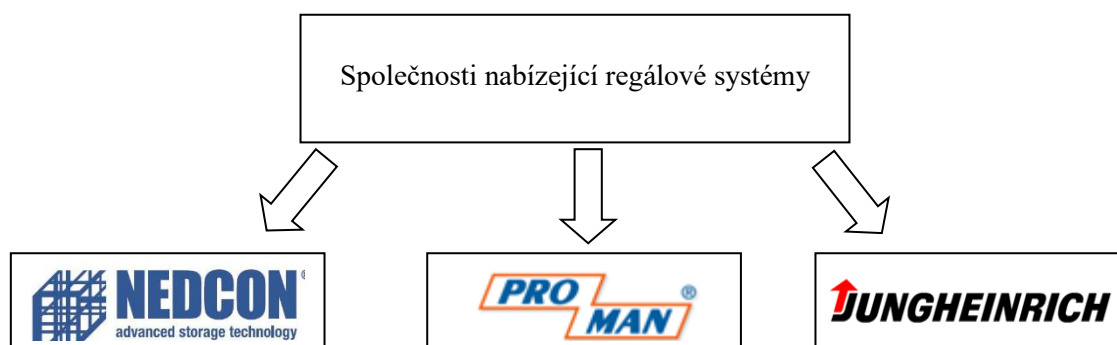 Společnosti nabízející regálové systémy
NEDCON®
advanced storage technology
PRO ®
MAN
JUNGHEINRICH